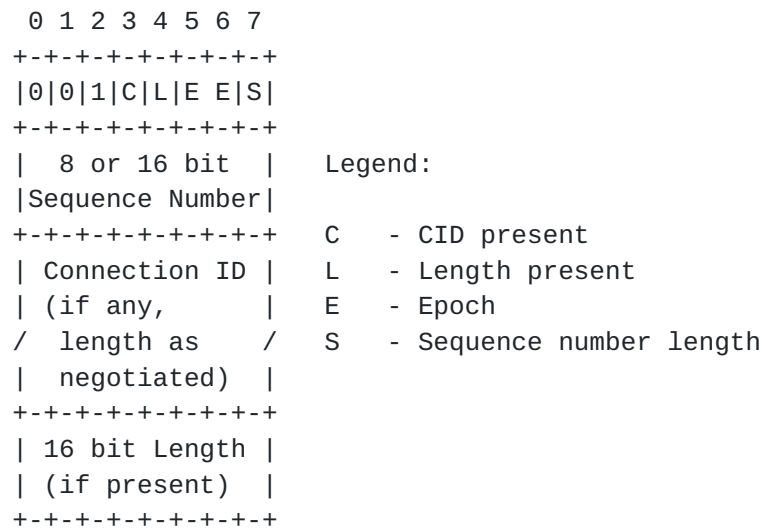 0 1 2 3 4 5 6 7
+-+-+-+-+-+-+-+-+
|0|0|1|C|L|E E|S|
+-+-+-+-+-+-+-+-+
|  8 or 16 bit  |   Legend:
|Sequence Number|
+-+-+-+-+-+-+-+-+   C   - CID present
| Connection ID |   L   - Length present
| (if any,      |   E   - Epoch
/  length as    /   S   - Sequence number length
|  negotiated)  |
+-+-+-+-+-+-+-+-+
| 16 bit Length |
| (if present)  |
+-+-+-+-+-+-+-+-+